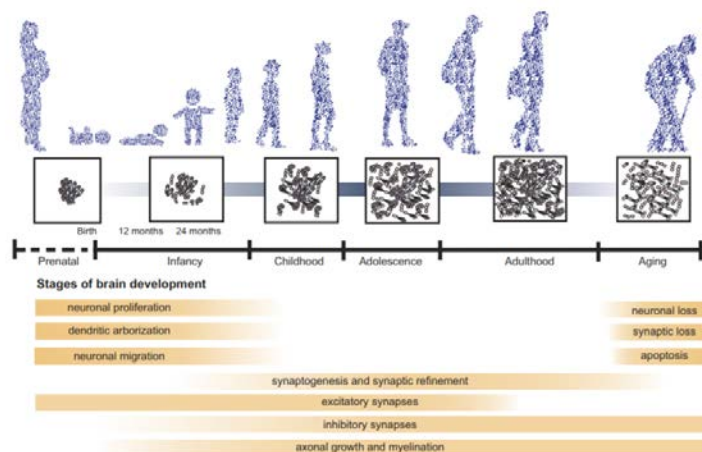 Birth 12 months 24 months
Prenatal Infancy Childhood Adolescence Adulthood Aging
Stages of brain development
neuronal proliferation neuronal loss
dendritic arborization synaptic loss
neuronal migration apoptosis
synaptogenesis and synaptic refinement
excitatory synapses
inhibitory synapses
axonal growth and myelination